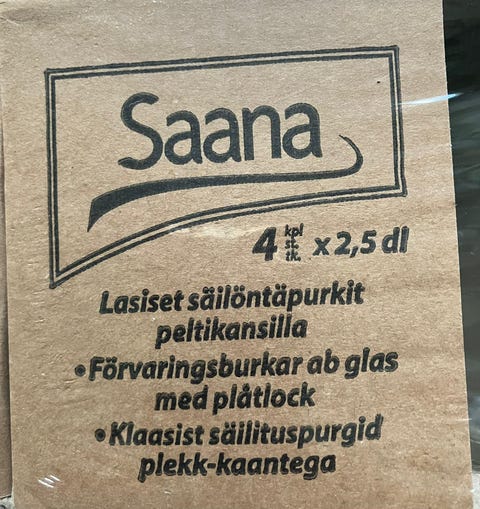 Saana
4 kpl st. tk. x 2,5 dl
Lasiset säilöntäpurkit
peltikansilla
•Förvaringsburkar ab glas
med plåtlock
•Klaasist säilituspurgid
plekk-kaantega